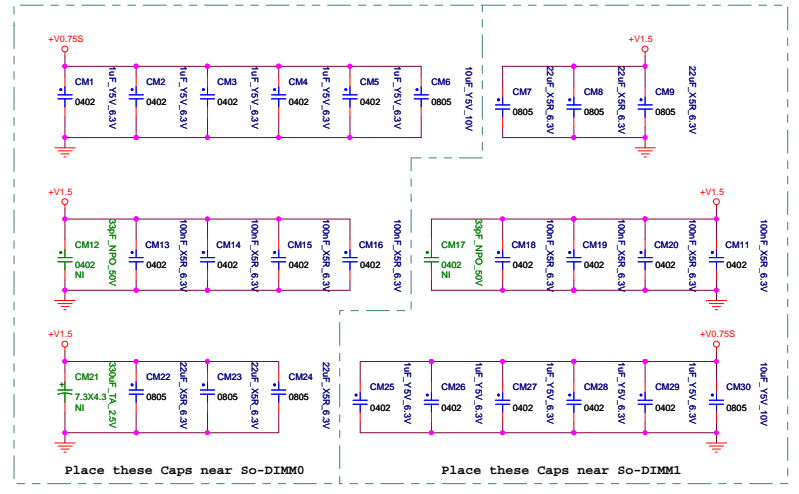 +V0.75S
CM1
0402
1uF_Y5V_6.3V
CM2
0402
1uF_Y5V_6.3V
CM3
0402
1uF_Y5V_6.3V
CM4
0402
1uF_Y5V_6.3V
CM5
0402
1uF_Y5V_6.3V
CM6
0805
10uF_Y5V_10V
+V1.5
CM7
0805
22uF_X5R_6.3V
CM8
0805
22uF_X5R_6.3V
CM9
0805
22uF_X5R_6.3V
+V1.5
CM12
0402
NI
33pF_NPO_50V
CM13
0402
100nF_X5R_6.3V
CM14
0402
100nF_X5R_6.3V
CM15
0402
100nF_X5R_6.3V
CM16
0402
100nF_X5R_6.3V
+V1.5
CM17
0402
NI
33pF_NPO_50V
CM18
0402
100nF_X5R_6.3V
CM19
0402
100nF_X5R_6.3V
CM20
0402
100nF_X5R_6.3V
CM11
0402
100nF_X5R_6.3V
+V1.5
CM21
7.3X4.3
NI
330uF_TA_2.5V
CM22
0805
22uF_X5R_6.3V
CM23
0805
22uF_X5R_6.3V
CM24
0805
22uF_X5R_6.3V
+V0.75S
CM25
0402
1uF_Y5V_6.3V
CM26
0402
1uF_Y5V_6.3V
CM27
0402
1uF_Y5V_6.3V
CM28
0402
1uF_Y5V_6.3V
CM29
0402
1uF_Y5V_6.3V
CM30
0805
10uF_Y5V_10V
Place these Caps near So-DIMM0
Place these Caps near So-DIMM1